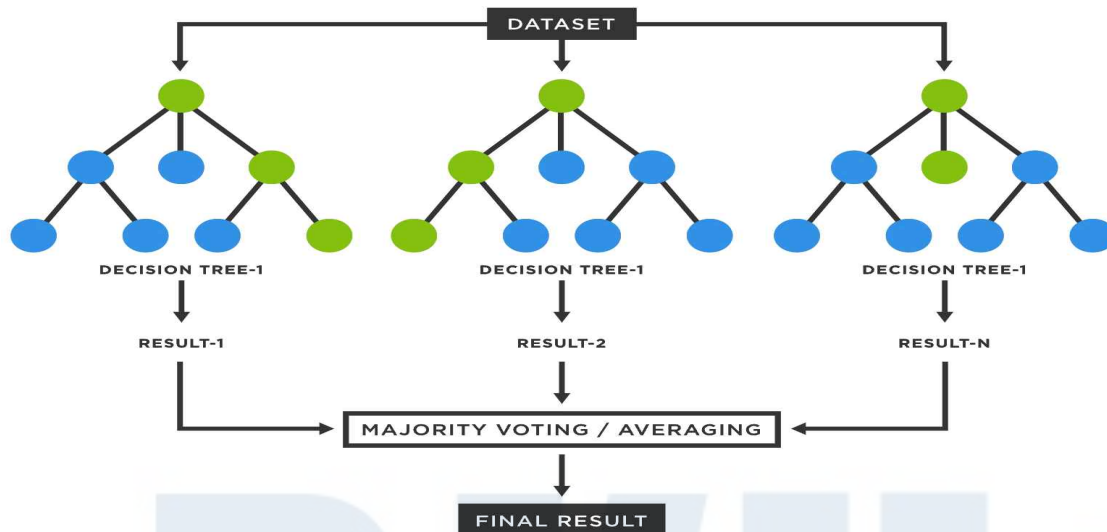 DATASET
DECISION TREE-1 DECISION TREE-1 DECISION TREE-1
RESULT-1 RESULT-2 RESULT-N
MAJORITY VOTING / AVERAGING
FINAL RESULT